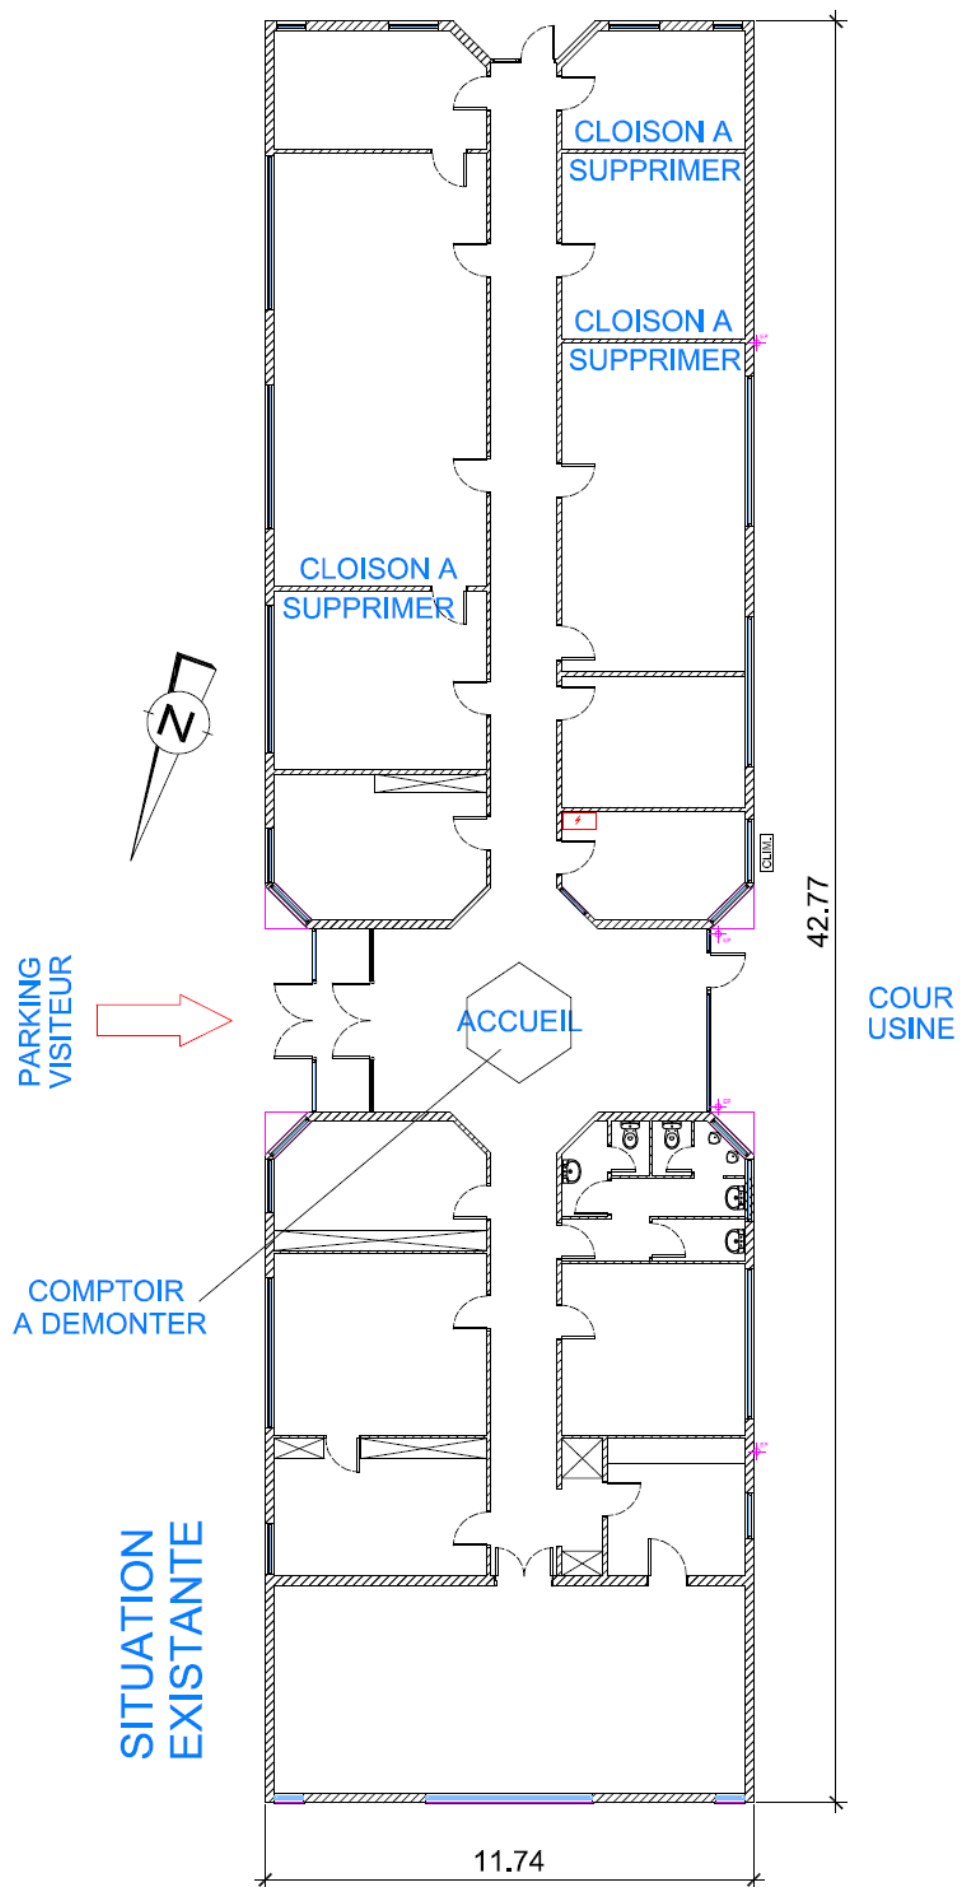 CLOISON A
SUPPRIMER
CLOISON A
SUPPRIMER
CLOISON A
SUPPRIMER
N
CLIM.
42.77
PARKING
VISITEUR
ACCUEIL
COUR
USINE
COMPTOIR
A DEMONTER
SITUATION
EXISTANTE
11.74